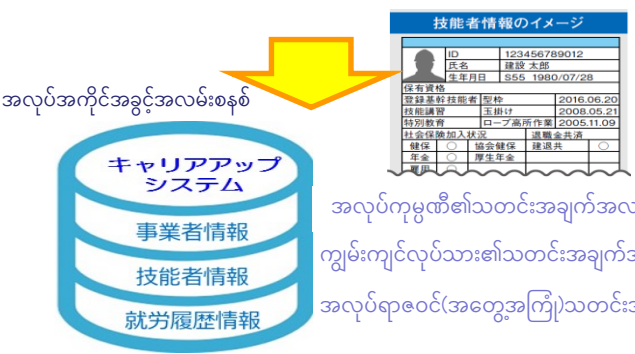 技能者情報のイメージ
ID 123456789012
氏名 建設 太郎
生年月日 S55 1980/07/28
保有資格
登録基幹技能者 型枠 2016.06.20
技能講習 玉掛け 2008.05.21
特別教育 ロープ高所作業 2005.11.09
社会保険加入状況 退職金共済
健保 ○ 協会健保 建退共 ○
年金 ○ 厚生年金
雇用 ○
အလုပ်အကိုင်အခွင့်အလမ်းစနစ်
キャリアアップ
システム
事業者情報
技能者情報
就労履歴情報
အလုပ်ကုမ္ပဏီ၏သတင်းအချက်အလ
ကျွမ်းကျင်လုပ်သား၏သတင်းအချက်အ
အလုပ်ရာဇဝင်(အတွေ့အကြုံ)သတင်းအ